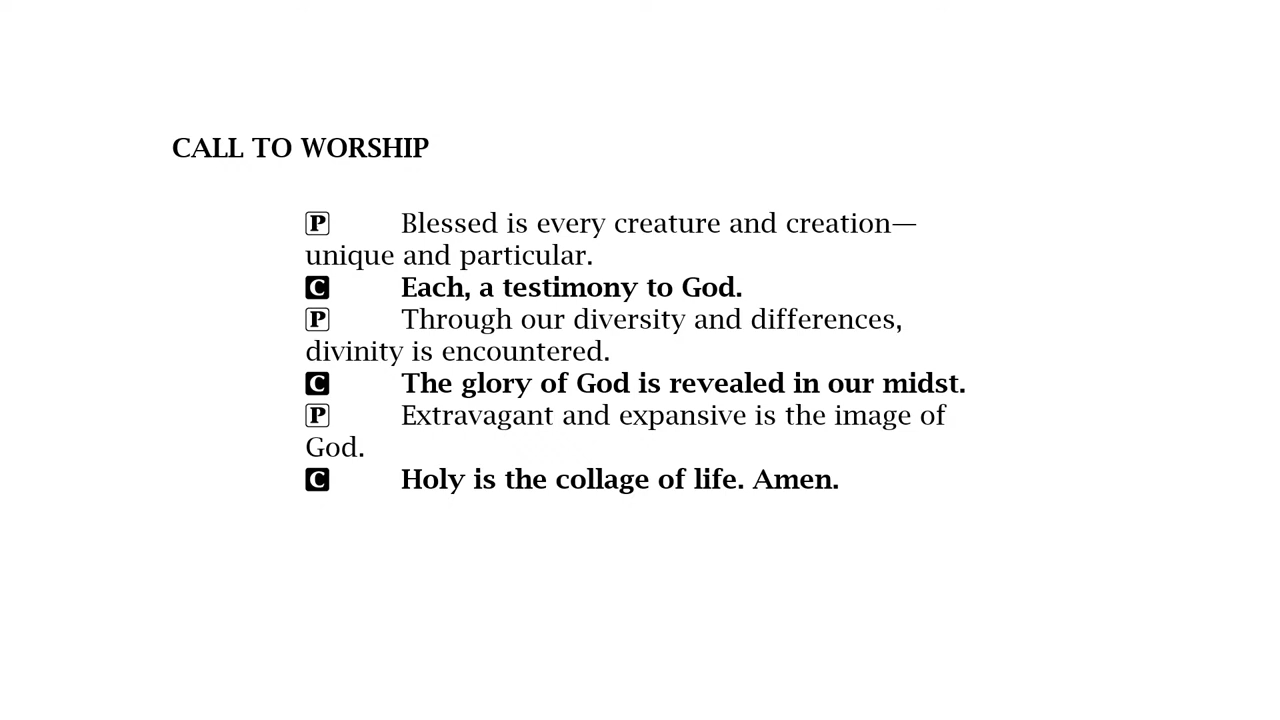 CALL TO WORSHIP
P Blessed is every creature and creation—
unique and particular.
C Each, a testimony to God.
P Through our diversity and differences,
divinity is encountered.
C The glory of God is revealed in our midst.
P Extravagant and expansive is the image of
God.
C Holy is the collage of life. Amen.